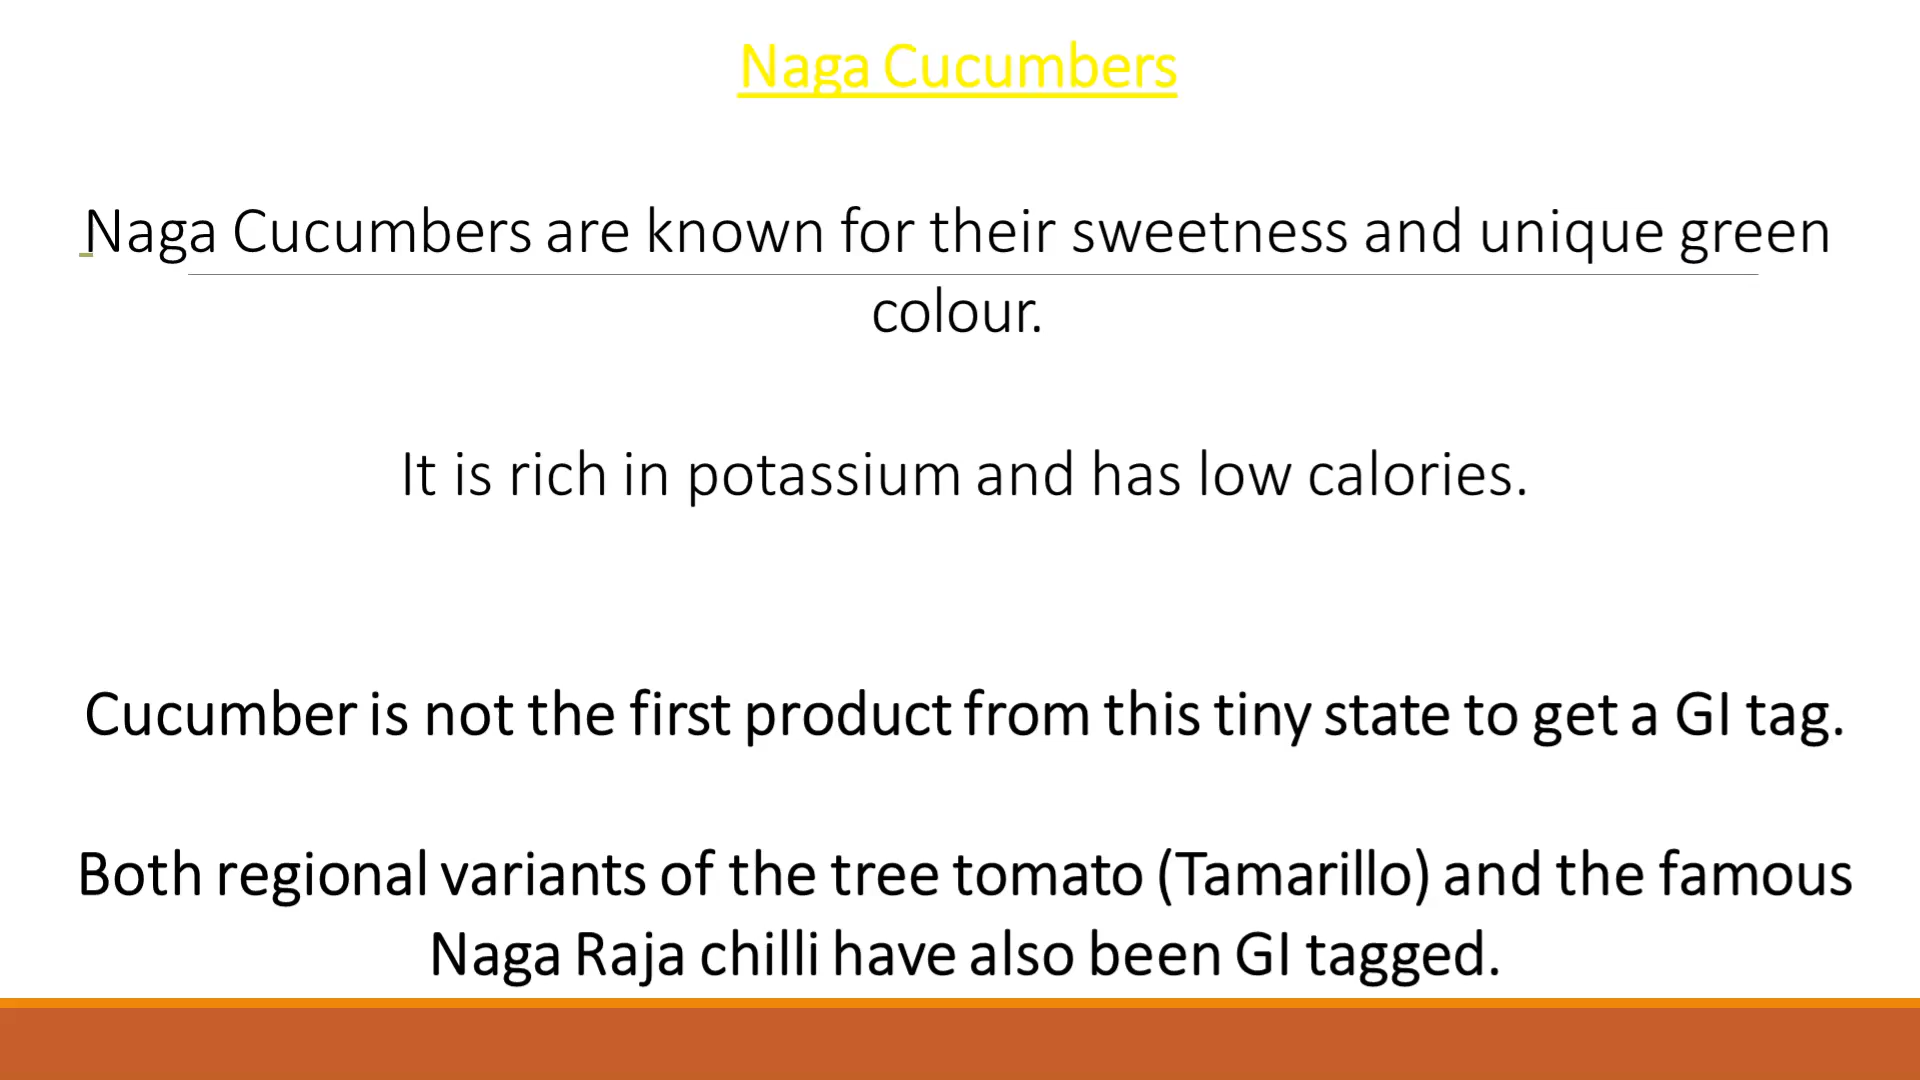 Naga Cucumbers
Naga Cucumbers are known for their sweetness and unique green
colour.
It is rich in potassium and has low calories.
Cucumber is not the first product from this tiny state to get a GI tag.
Both regional variants of the tree tomato (Tamarillo) and the famous
Naga Raja chilli have also been GI tagged.